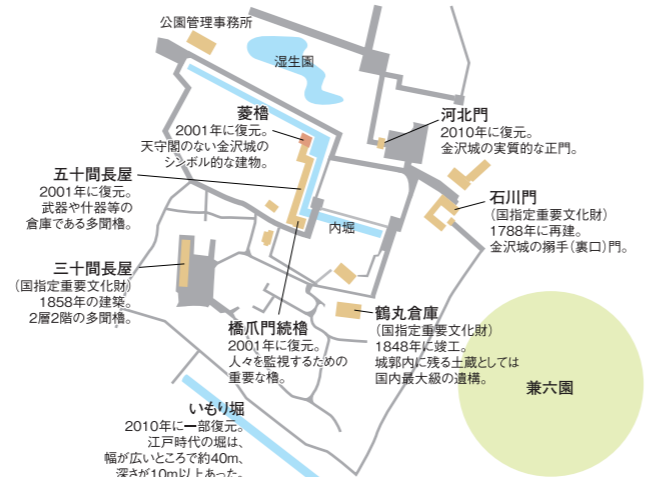 公園管理事務所
湿生園
菱櫓
2001年に復元。
天守閣のない金沢城の
シンボル的な建物。
河北門
2010年に復元。
金沢城の実質的な正門。
五十間長屋
2001年に復元。
武器や什器等の
倉庫である多聞櫓。
石川門
(国指定重要文化財)
1788年に再建。
金沢城の搦手(裏口)門。
内堀
三十間長屋
(国指定重要文化財)
1858年の建築。
2層2階の多聞櫓。
橋爪門続櫓
2001年に復元。
人々を監視するための
重要な櫓。
鶴丸倉庫
(国指定重要文化財)
1848年に竣工。
城郭内に残る土蔵としては
国内最大級の遺構。
兼六園
いもり堀
2010年に一部復元。
江戸時代の堀は、
幅が広いところで約40m、
深さが10m以上あった。